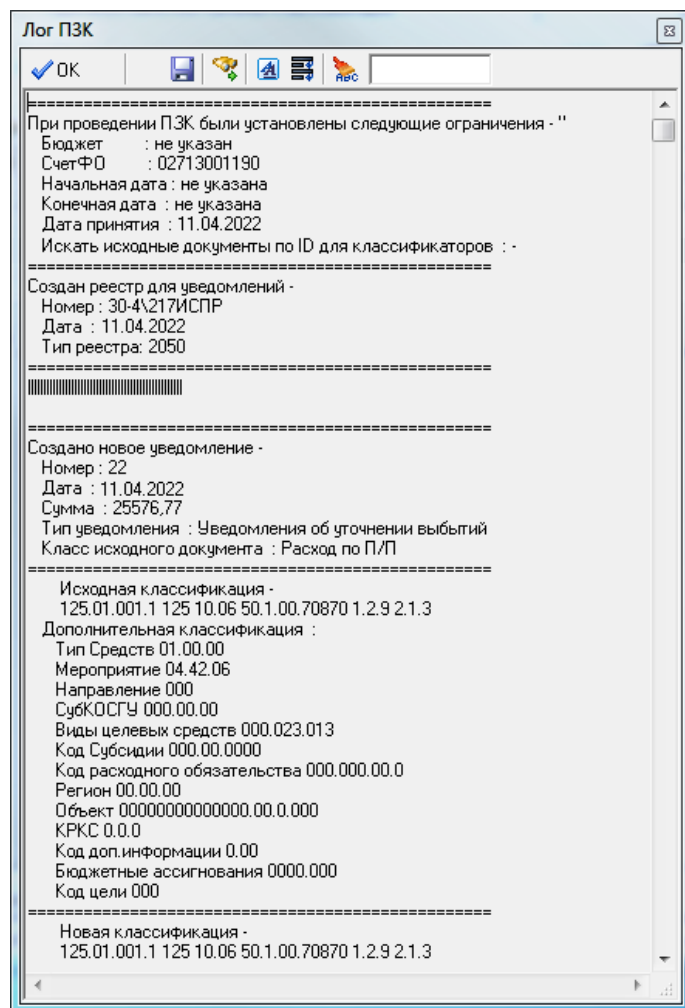 Лог ПЗК
ОК
ABC
==================================================
При проведении ПЗК были установлены следующие ограничения - ''
Бюджет : не указан
СчетФО : 02713001190
Начальная дата : не указана
Конечная дата : не указана
Дата принятия : 11.04.2022
Искать исходные документы по ID для классификаторов : -
==================================================
Создан реестр для уведомлений -
Номер : 30-4\217ИСПР
Дата : 11.04.2022
Тип реестра: 2050
==================================================
||||||||||||||||||||||||||||||||||||||||||||||||||
==================================================
Создано новое уведомление -
Номер : 22
Дата : 11.04.2022
Сумма : 25576,77
Тип уведомления : Уведомления об уточнении выбытий
Класс исходного документа : Расход по П/П
==================================================
Исходная классификация -
125.01.001.1 125 10.06 50.1.00.70870 1.2.9 2.1.3
Дополнительная классификация :
Тип Средств 01.00.00
Мероприятие 04.42.06
Направление 000
СубКОСГУ 000.00.00
Виды целевых средств 000.023.013
Код Субсидии 000.00.0000
Код расходного обязательства 000.000.00.0
Регион 00.00.00
Объект 00000000000000.00.0.000
КРКС 0.0.0
Код доп.информации 0.00
Бюджетные ассигнования 0000.000
Код цели 000
==================================================
Новая классификация -
125.01.001.1 125 10.06 50.1.00.70870 1.2.9 2.1.3